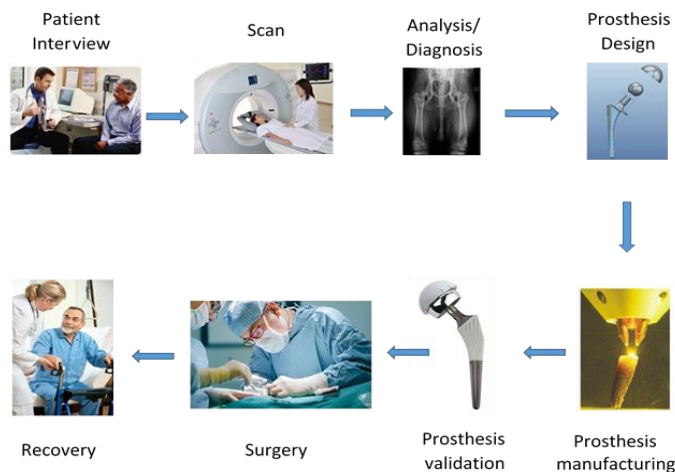 Patient
Interview
Scan
Analysis/
Diagnosis
Prosthesis
Design
Recovery
Surgery
Prosthesis
validation
Prosthesis
manufacturing